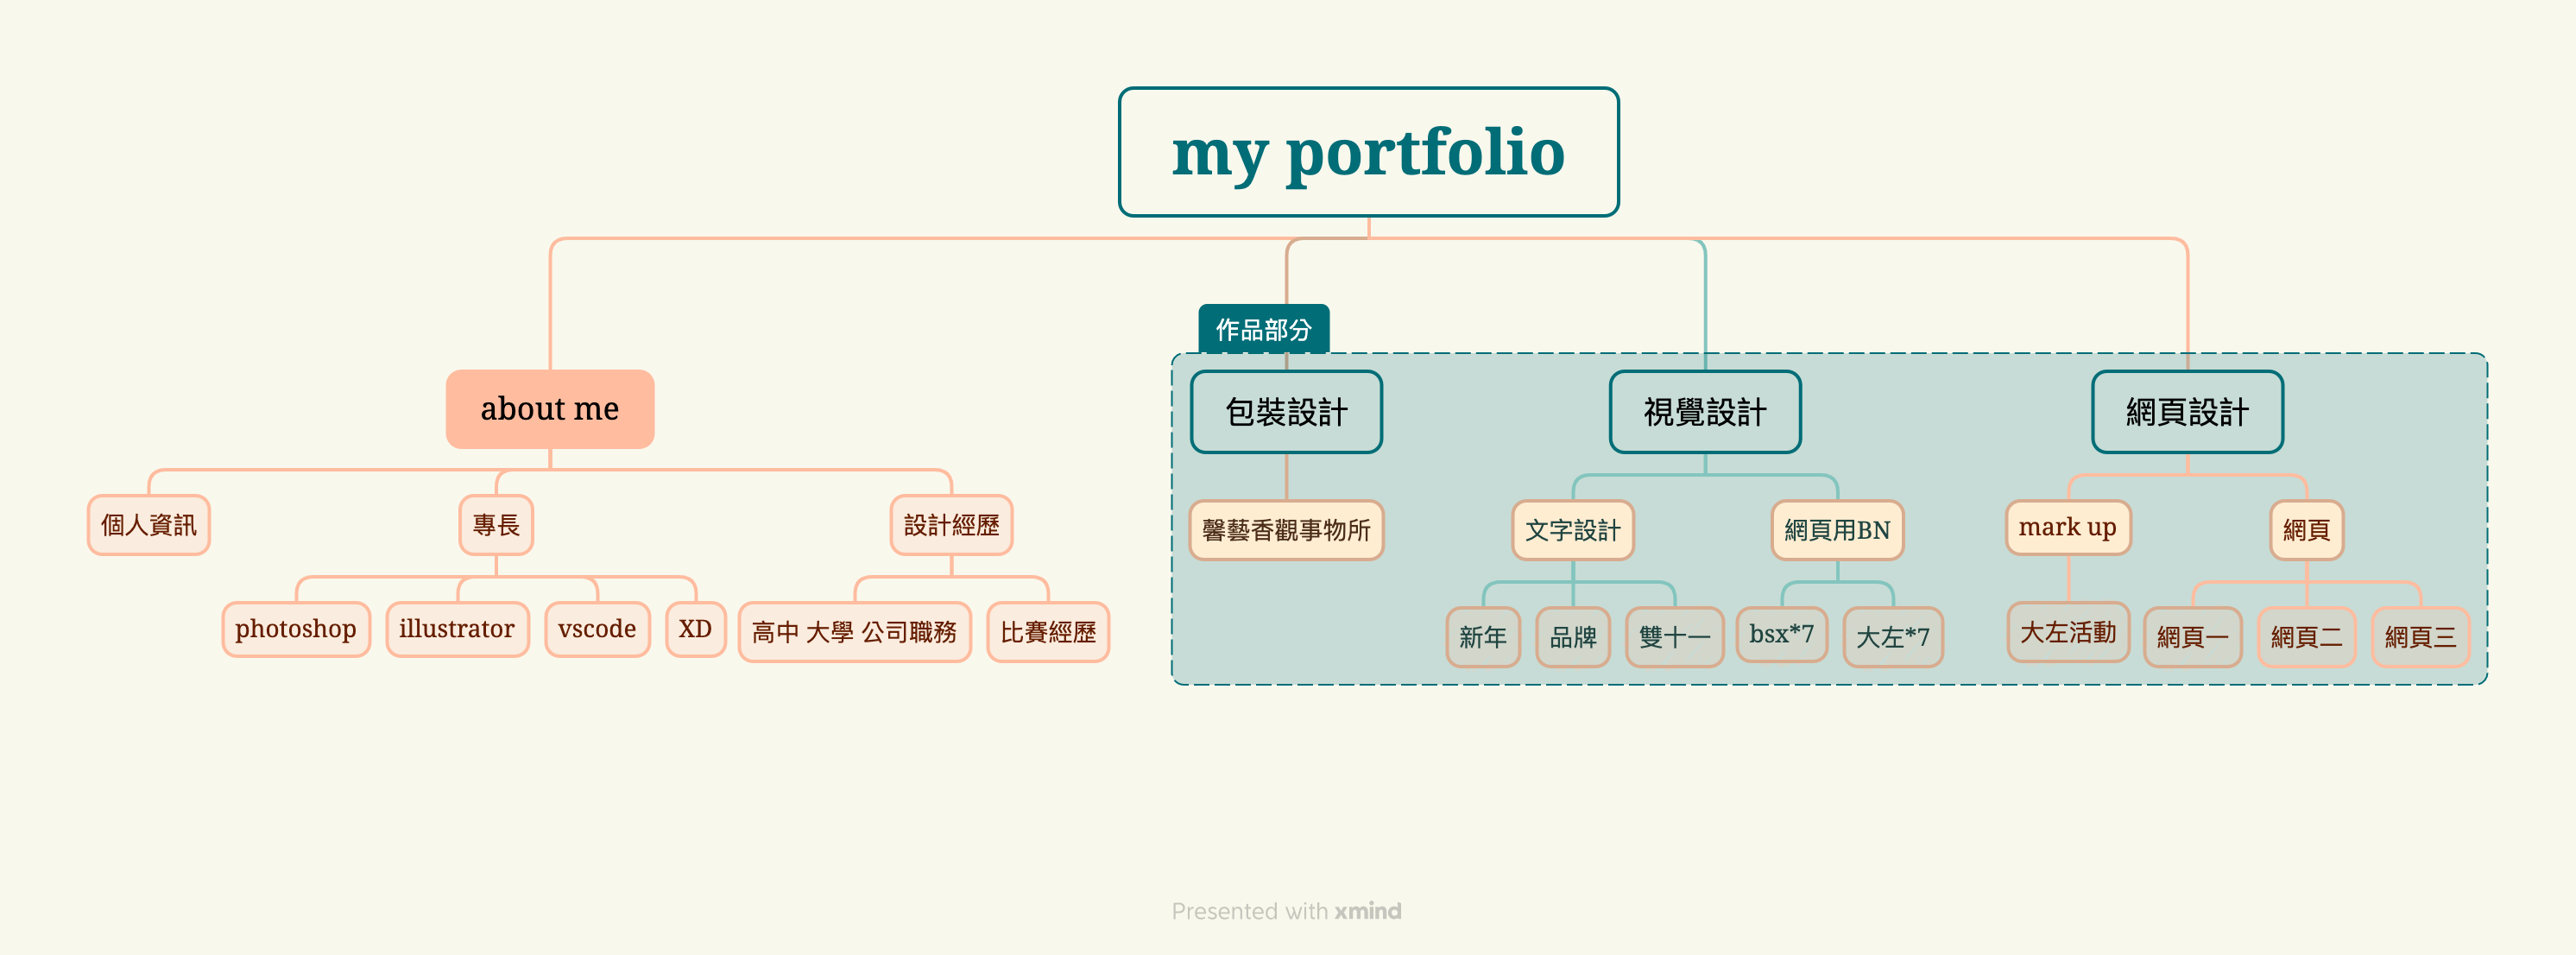 my portfolio
作品部分
about me
包裝設計
視覺設計
網頁設計
個人資訊
專長
設計經歷
馨藝香觀事物所
文字設計
網頁用BN
mark up
網頁
photoshop
illustrator
vscode
XD
高中 大學 公司職務
比賽經歷
新年
品牌
雙十一
bsx*7
大左*7
大左活動
網頁一
網頁二
網頁三
Presented with xmind